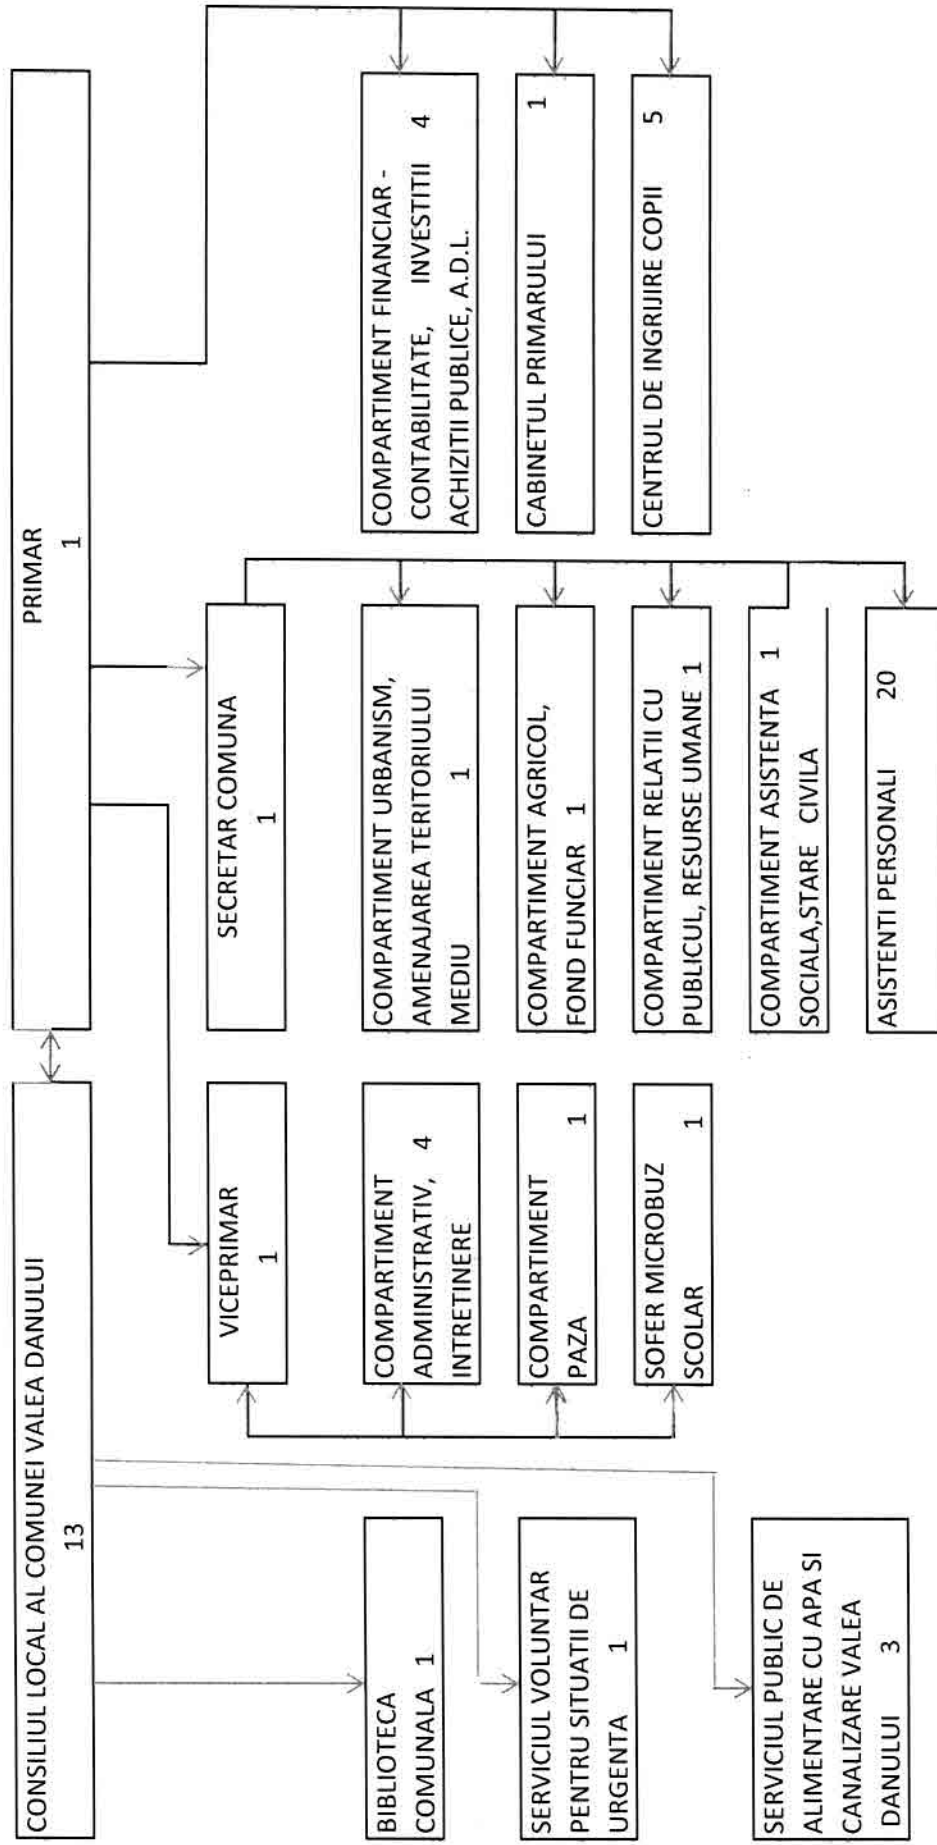 CONSILIUL LOCAL AL COMUNEI VALEA DANULUI
13
PRIMAR
1
VICEPRIMAR
1
SECRETAR COMUNA
1
BIBLIOTECA
COMUNALA 1
SERVICIUL VOLUNTAR
PENTRU SITUATII DE
URGENTA 1
SERVICIUL PUBLIC DE
ALIMENTARE CU APA SI
CANALIZARE VALEA
DANULUI 3
COMPARTIMENT
ADMINISTRATIV, 4
INTRETINERE
COMPARTIMENT
PAZA 1
SOFER MICROBUZ
SCOLAR 1
COMPARTIMENT URBANISM,
AMENAJAREA TERITORIULUI
MEDIU 1
COMPARTIMENT AGRICOL,
FOND FUNCIAR 1
COMPARTIMENT RELATII CU
PUBLICUL, RESURSE UMANE 1
COMPARTIMENT ASISTENTA 1
SOCIALA,STARE CIVILA
ASISTENTI PERSONALI 20
COMPARTIMENT FINANCIAR -
CONTABILITATE, INVESTITII 4
ACHIZITII PUBLICE, A.D.L.
CABINETUL PRIMARULUI 1
CENTRUL DE INGRIJIRE COPII 5